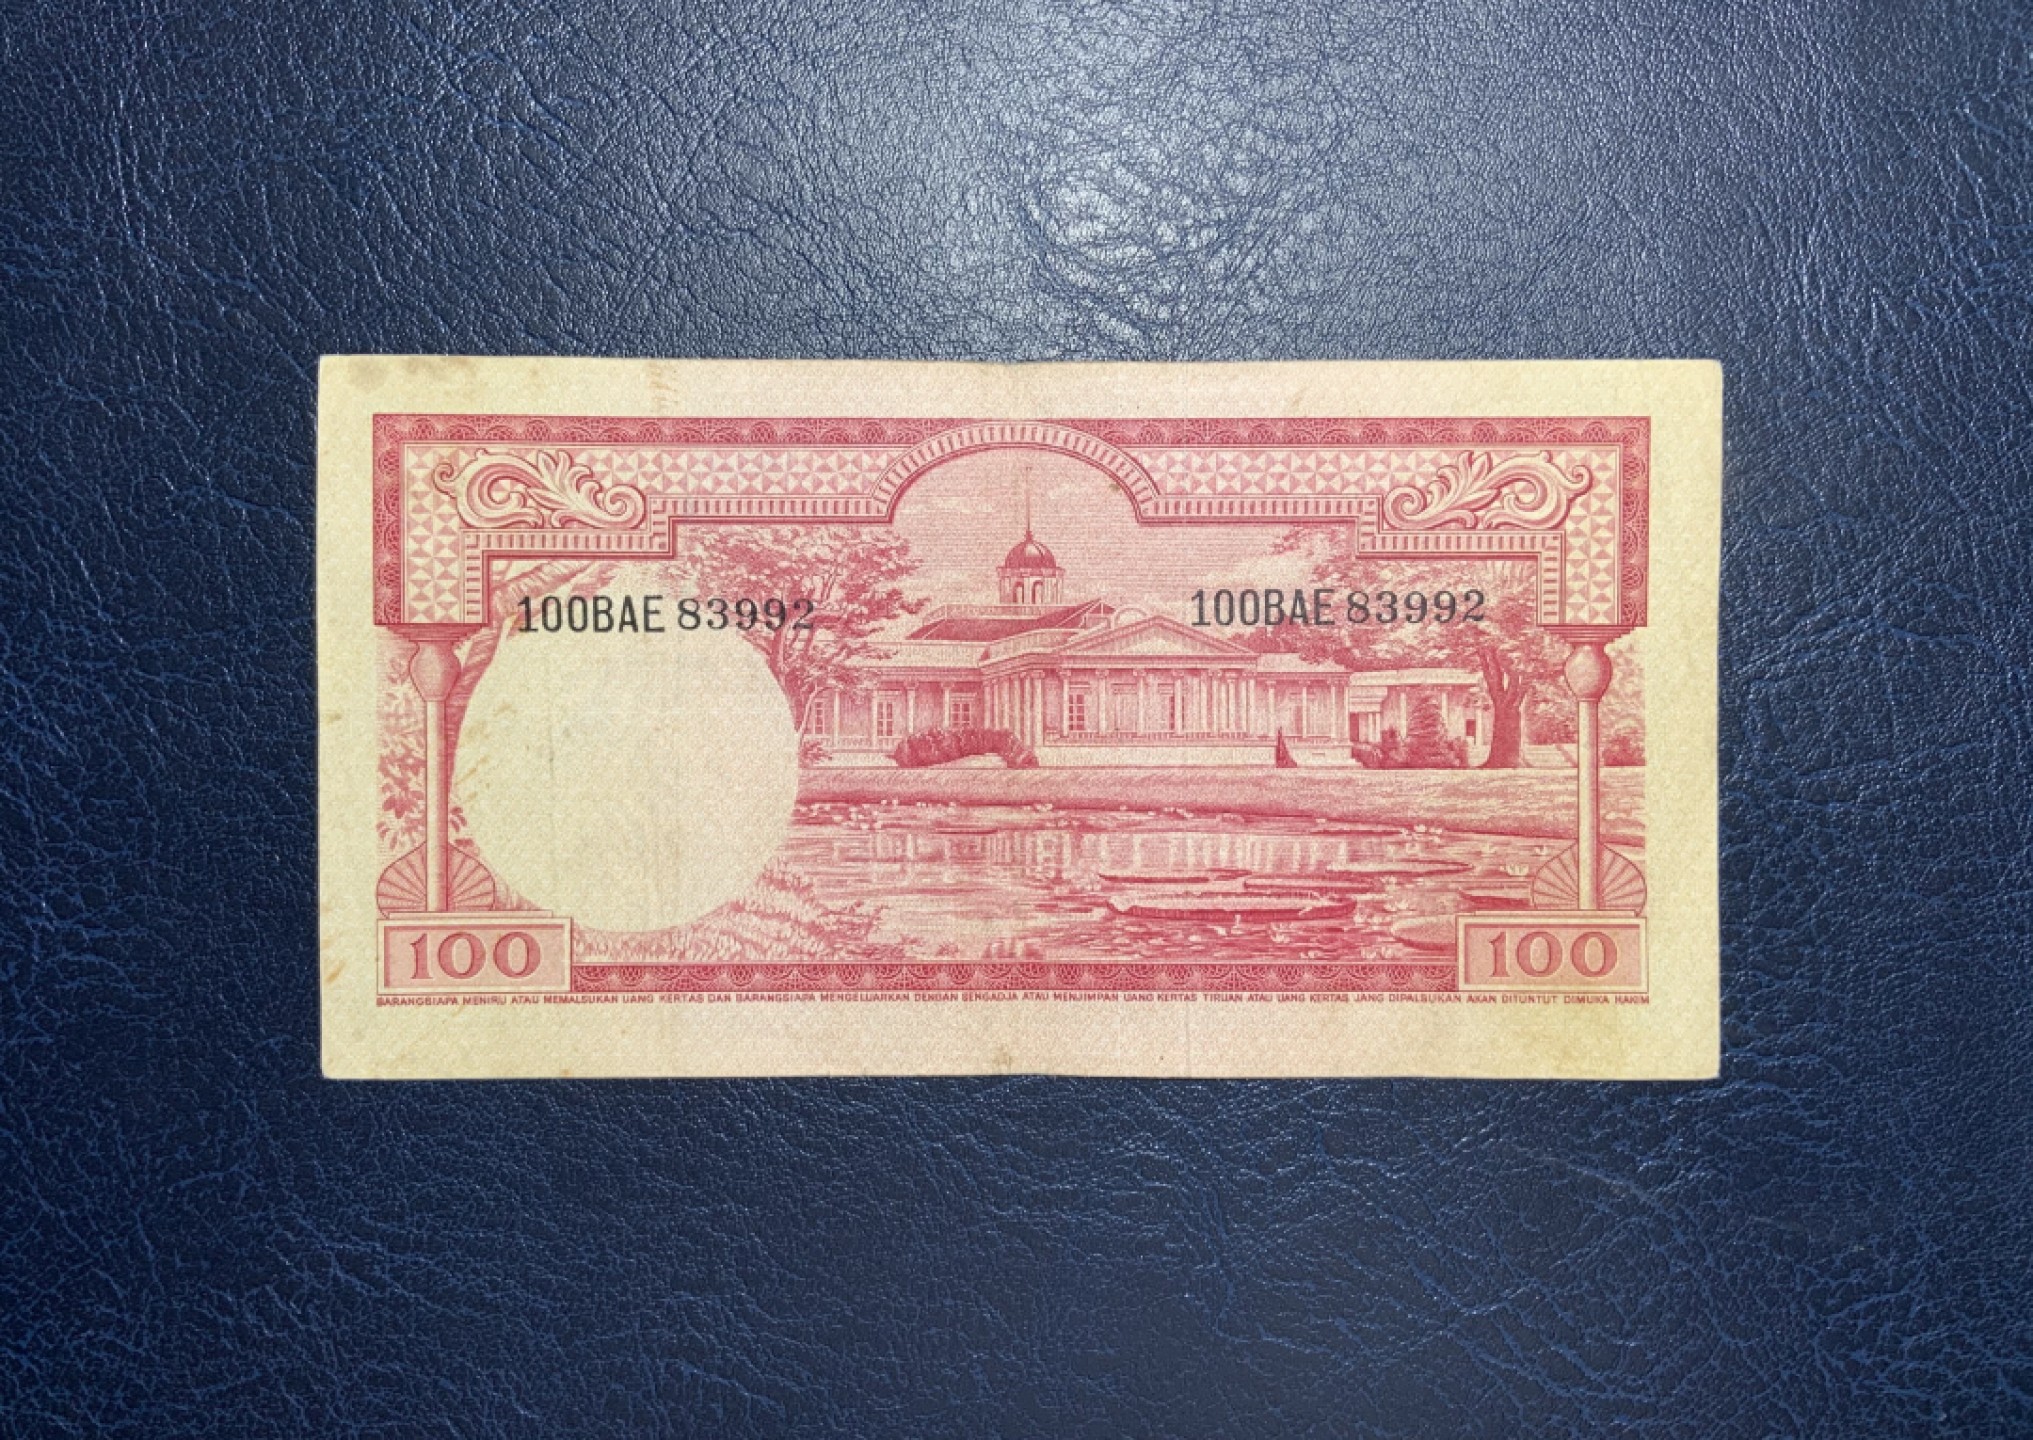 100BAE 83992 100BAE 83992
100 100
BARANGSIAPA MENIRU ATAU MEMALSUKAN UANG KERTAS DAN BARANGSIAPA MENGELUARKAN DENGAN SENGADJA ATAU MENJIMPAN UANG KERTAS TIRUAN ATAU UANG KERTAS JANG DIPALSUKAN AKAN DITUNTUT DIMUKA HAKIM